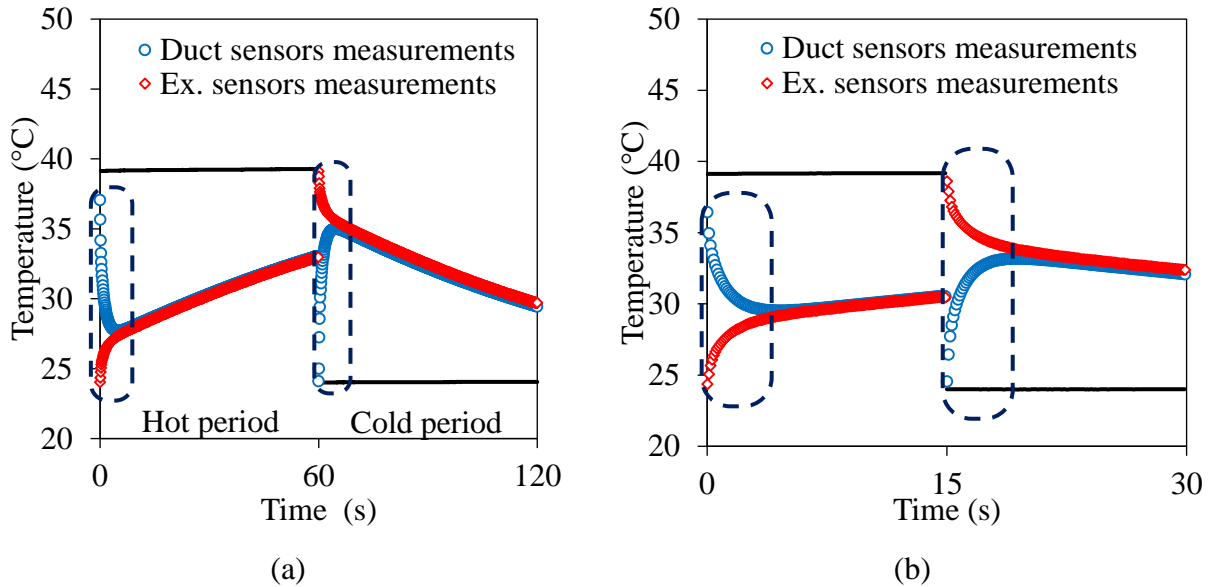 50
45
40
35
30
25
20
Temperature (°C)
Duct sensors measurements
Ex. sensors measurements
Hot period
Cold period
0
60
120
Time (s)
(a)
50
45
40
35
30
25
20
Temperature (°C)
Duct sensors measurements
Ex. sensors measurements
0
15
30
Time (s)
(b)